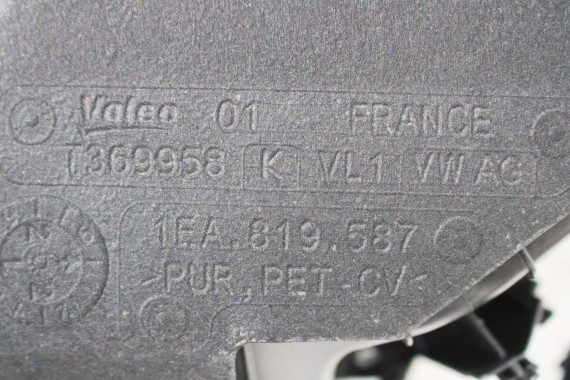 Valeo 01 FRANCE
T369958 K VL1 VW AG
1EA.819.587
>PUR,PET-CV<